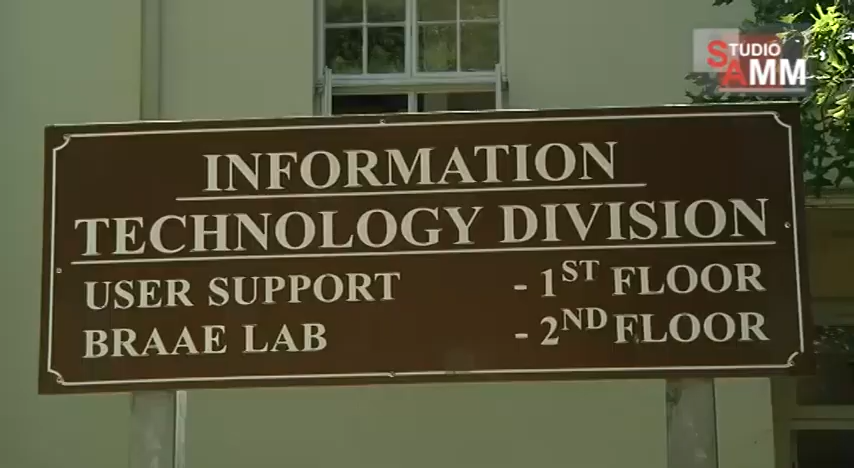 STUDIO
SAMM
INFORMATION
TECHNOLOGY DIVISION
USER SUPPORT - 1ST FLOOR
BRAAE LAB - 2ND FLOOR